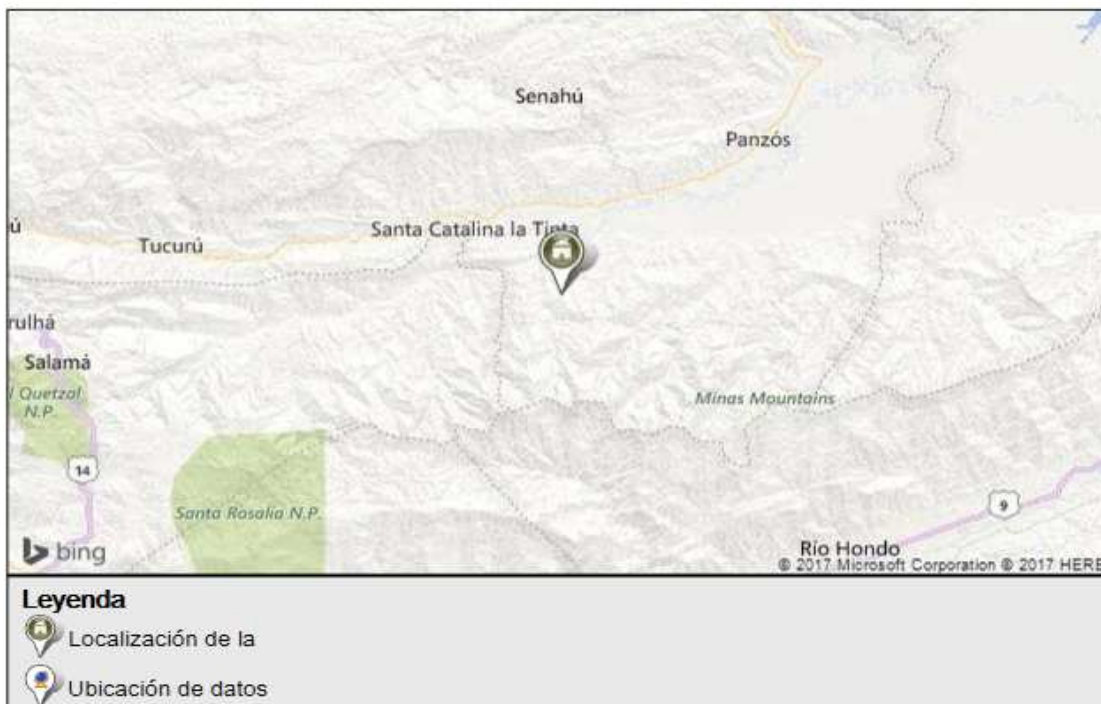 Senahú
Panzós
Santa Catalina la Tinta
ú
Tucurú
rulhá
Salamá
l Quetzal
N.P.
Minas Mountains
14
Santa Rosalia N.P.
9
bing
Río Hondo
© 2017 Microsoft Corporation © 2017 HERE
Leyenda
Localización de la
Ubicación de datos